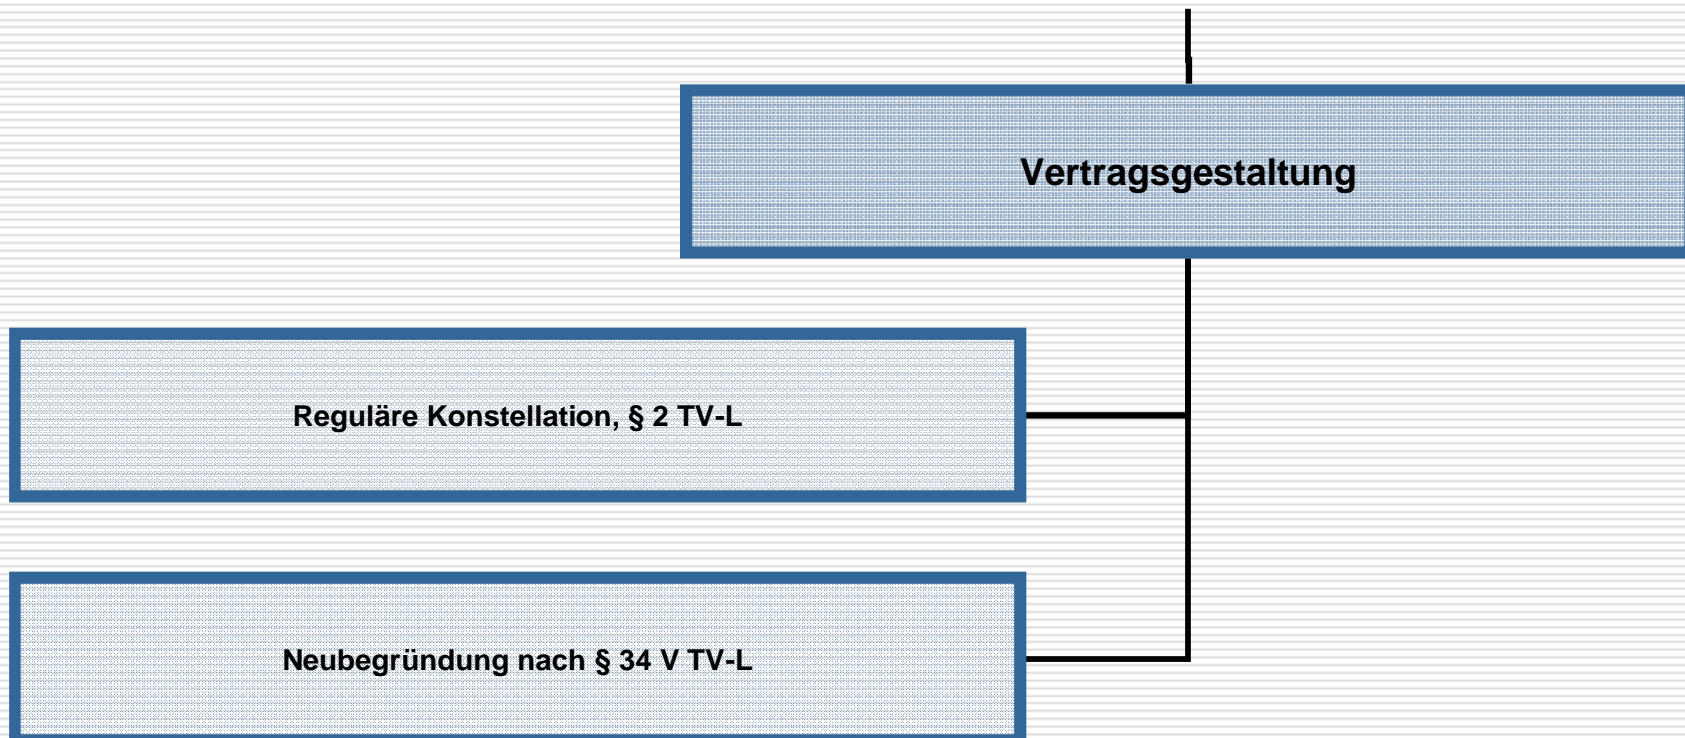 Vertragsgestaltung
Reguläre Konstellation, § 2 TV-L
Neubegründung nach § 34 V TV-L